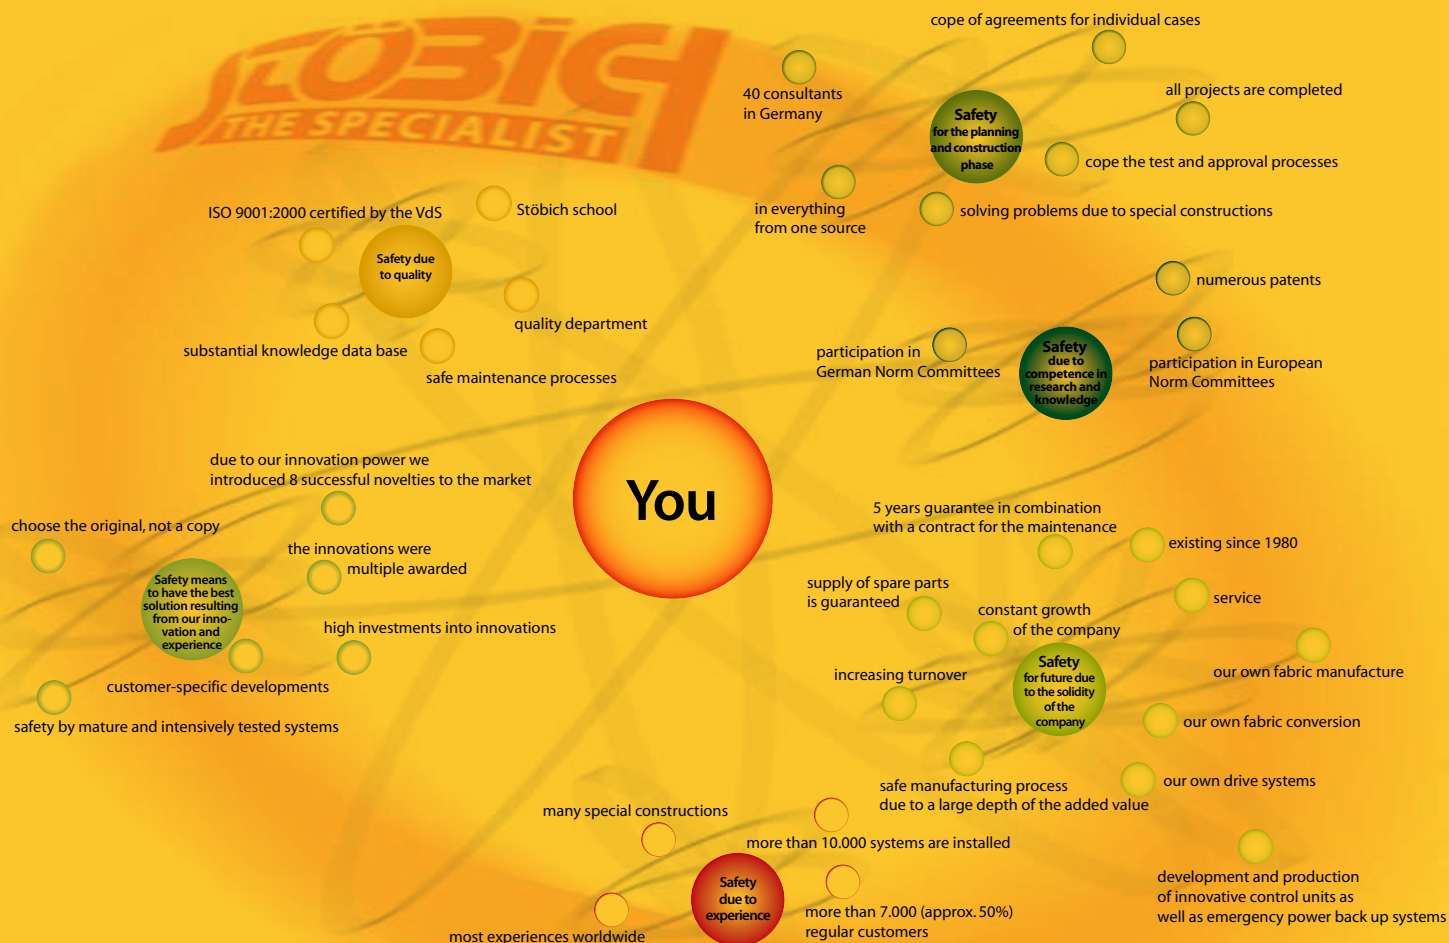 STÖBICH
THE SPECIALIST
cope of agreements for individual cases
40 consultants
in Germany
all projects are completed
Safety
for the planning
and construction
phase
cope the test and approval processes
in everything
from one source
solving problems due to special constructions
ISO 9001:2000 certified by the VdS
Stöbich school
Safety due
to quality
quality department
substantial knowledge data base
safe maintenance processes
numerous patents
participation in
German Norm Committees
Safety
due to
competence in
research and
knowledge
participation in European
Norm Committees
You
due to our innovation power we
introduced 8 successful novelties to the market
choose the original, not a copy
the innovations were
multiple awarded
Safety means
to have the best
solution resulting
from our inno-
vation and
experience
high investments into innovations
customer-specific developments
safety by mature and intensively tested systems
5 years guarantee in combination
with a contract for the maintenance
existing since 1980
supply of spare parts
is guaranteed
service
constant growth
of the company
increasing turnover
Safety
for future due
to the solidity
of the
company
our own fabric manufacture
our own fabric conversion
safe manufacturing process
due to a large depth of the added value
our own drive systems
development and production
of innovative control units as
well as emergency power back up systems
many special constructions
more than 10.000 systems are installed
Safety
due to
experience
more than 7.000 (approx. 50%)
regular customers
most experiences worldwide